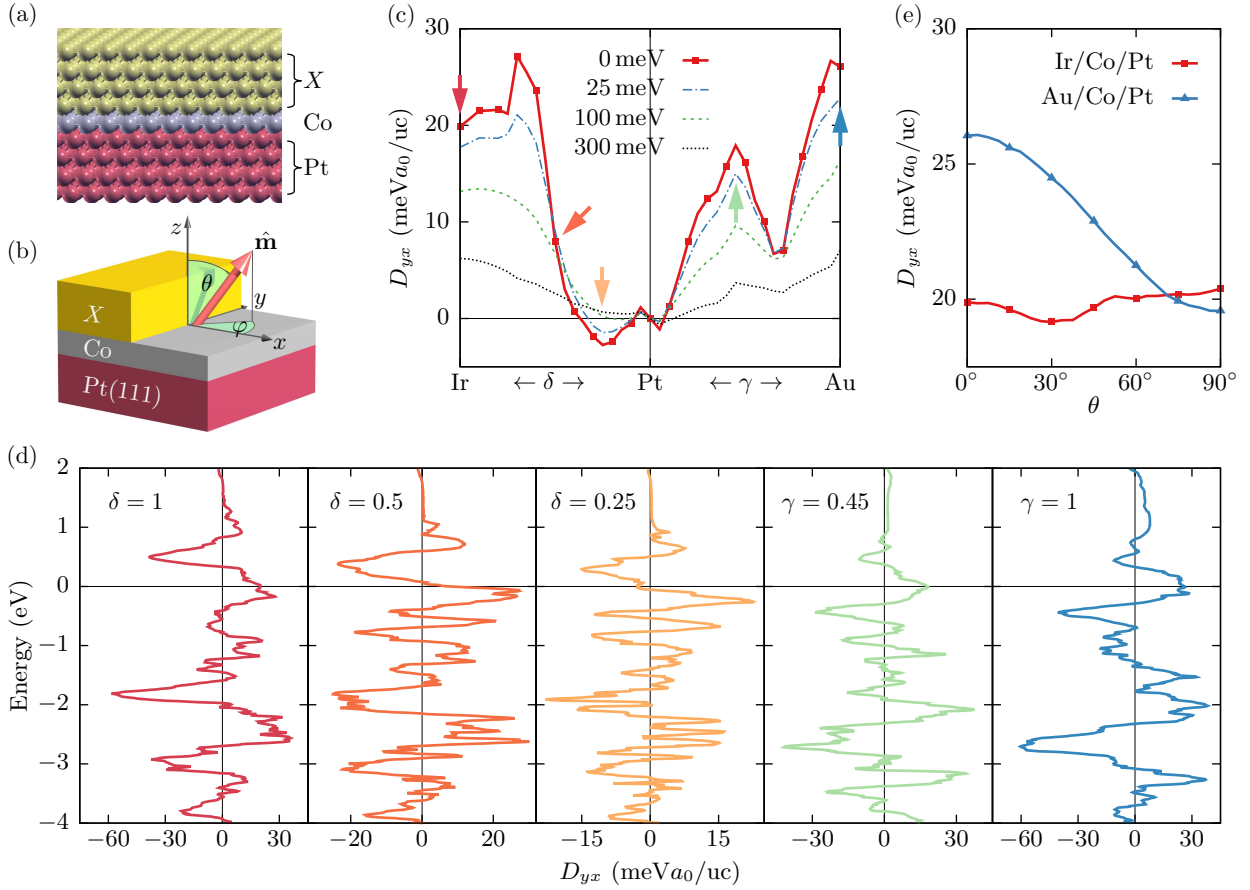 (a)
X
Co
Pt
(b)
z
m̂
θ
y
φ
x
X
Co
Pt(111)
(c)
D_yx (meVa_0/uc)
30
20
10
0
0 meV
25 meV
100 meV
300 meV
Ir
← δ →
Pt
← γ →
Au
(e)
D_yx (meVa_0/uc)
30
25
20
Ir/Co/Pt
Au/Co/Pt
0° 30° 60° 90°
θ
(d)
Energy (eV)
2
1
0
−1
−2
−3
−4
δ = 1
δ = 0.5
δ = 0.25
γ = 0.45
γ = 1
−60 −30 0 30
−20 0 20
−15 0 15
−30 0 30
−60 −30 0 30
D_yx (meVa_0/uc)